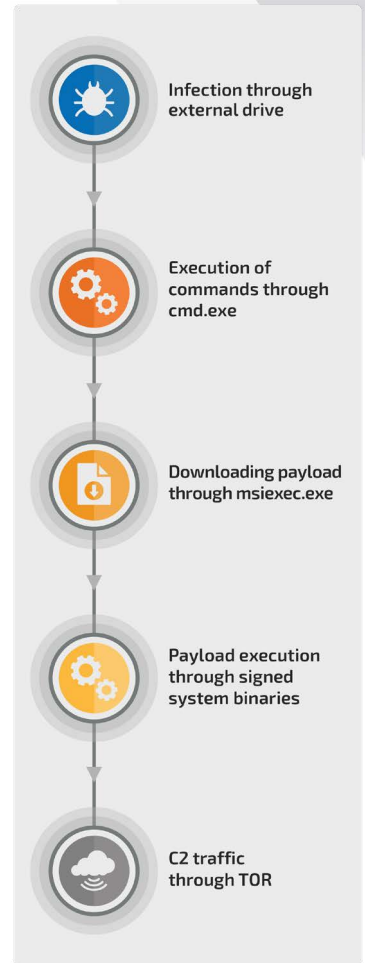 Infection through
external drive
Execution of
commands through
cmd.exe
Downloading payload
through msiexec.exe
Payload execution
through signed
system binaries
C2 traffic
through TOR